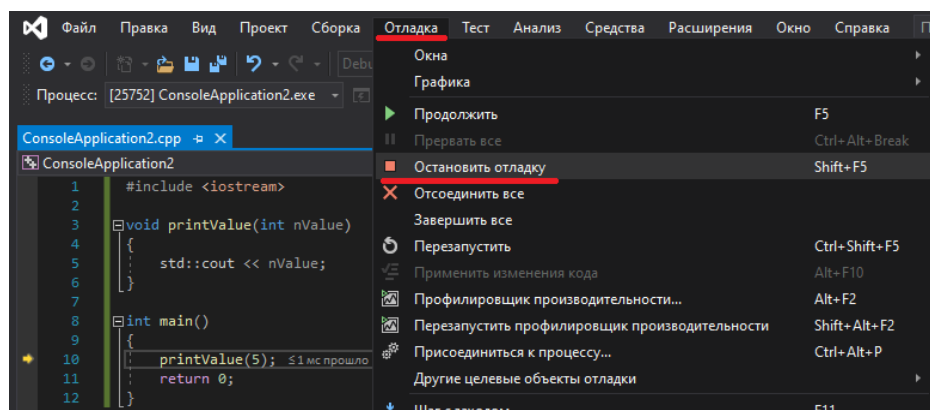 Файл Правка Вид Проект Сборка Отладка Тест Анализ Средства Расширения Окно Справка
Процесс: [25752] ConsoleApplication2.exe
ConsoleApplication2.cpp
ConsoleApplication2
1 #include <iostream>
2
3 void printValue(int nValue)
4 {
5 std::cout << nValue;
6 }
7
8 int main()
9 {
10 printValue(5); ≤1 мс прошло
11 return 0;
12 }
Окна
Графика
Продолжить F5
Прервать все Ctrl+Alt+Break
Остановить отладку Shift+F5
Отсоединить все
Завершить все
Перезапустить Ctrl+Shift+F5
Применить изменения кода Alt+F10
Профилировщик производительности... Alt+F2
Перезапустить профилировщик производительности Shift+Alt+F2
Присоединиться к процессу... Ctrl+Alt+P
Другие целевые объекты отладки
F11